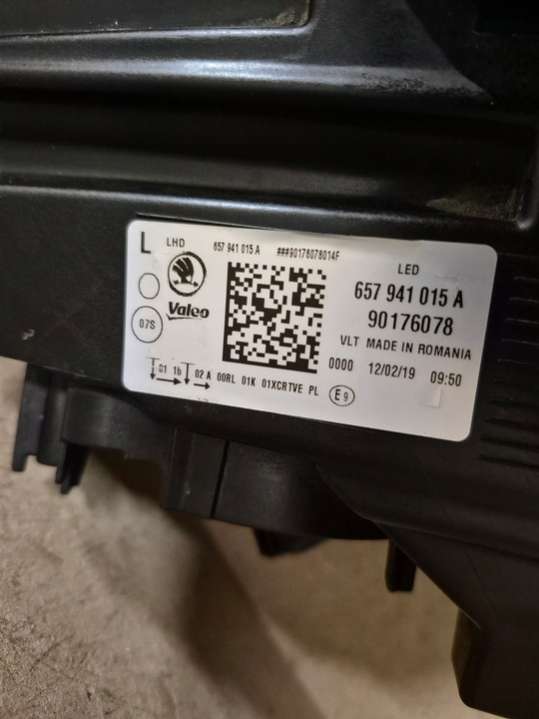 L LHD 657 941 015 A ###90176078014F
LED
657 941 015 A
Valeo
90176078
07S
VLT MADE IN ROMANIA
0000 12/02/19 09:50
01 1b 02 A 00RL 01K 01XCRTVE PL E9